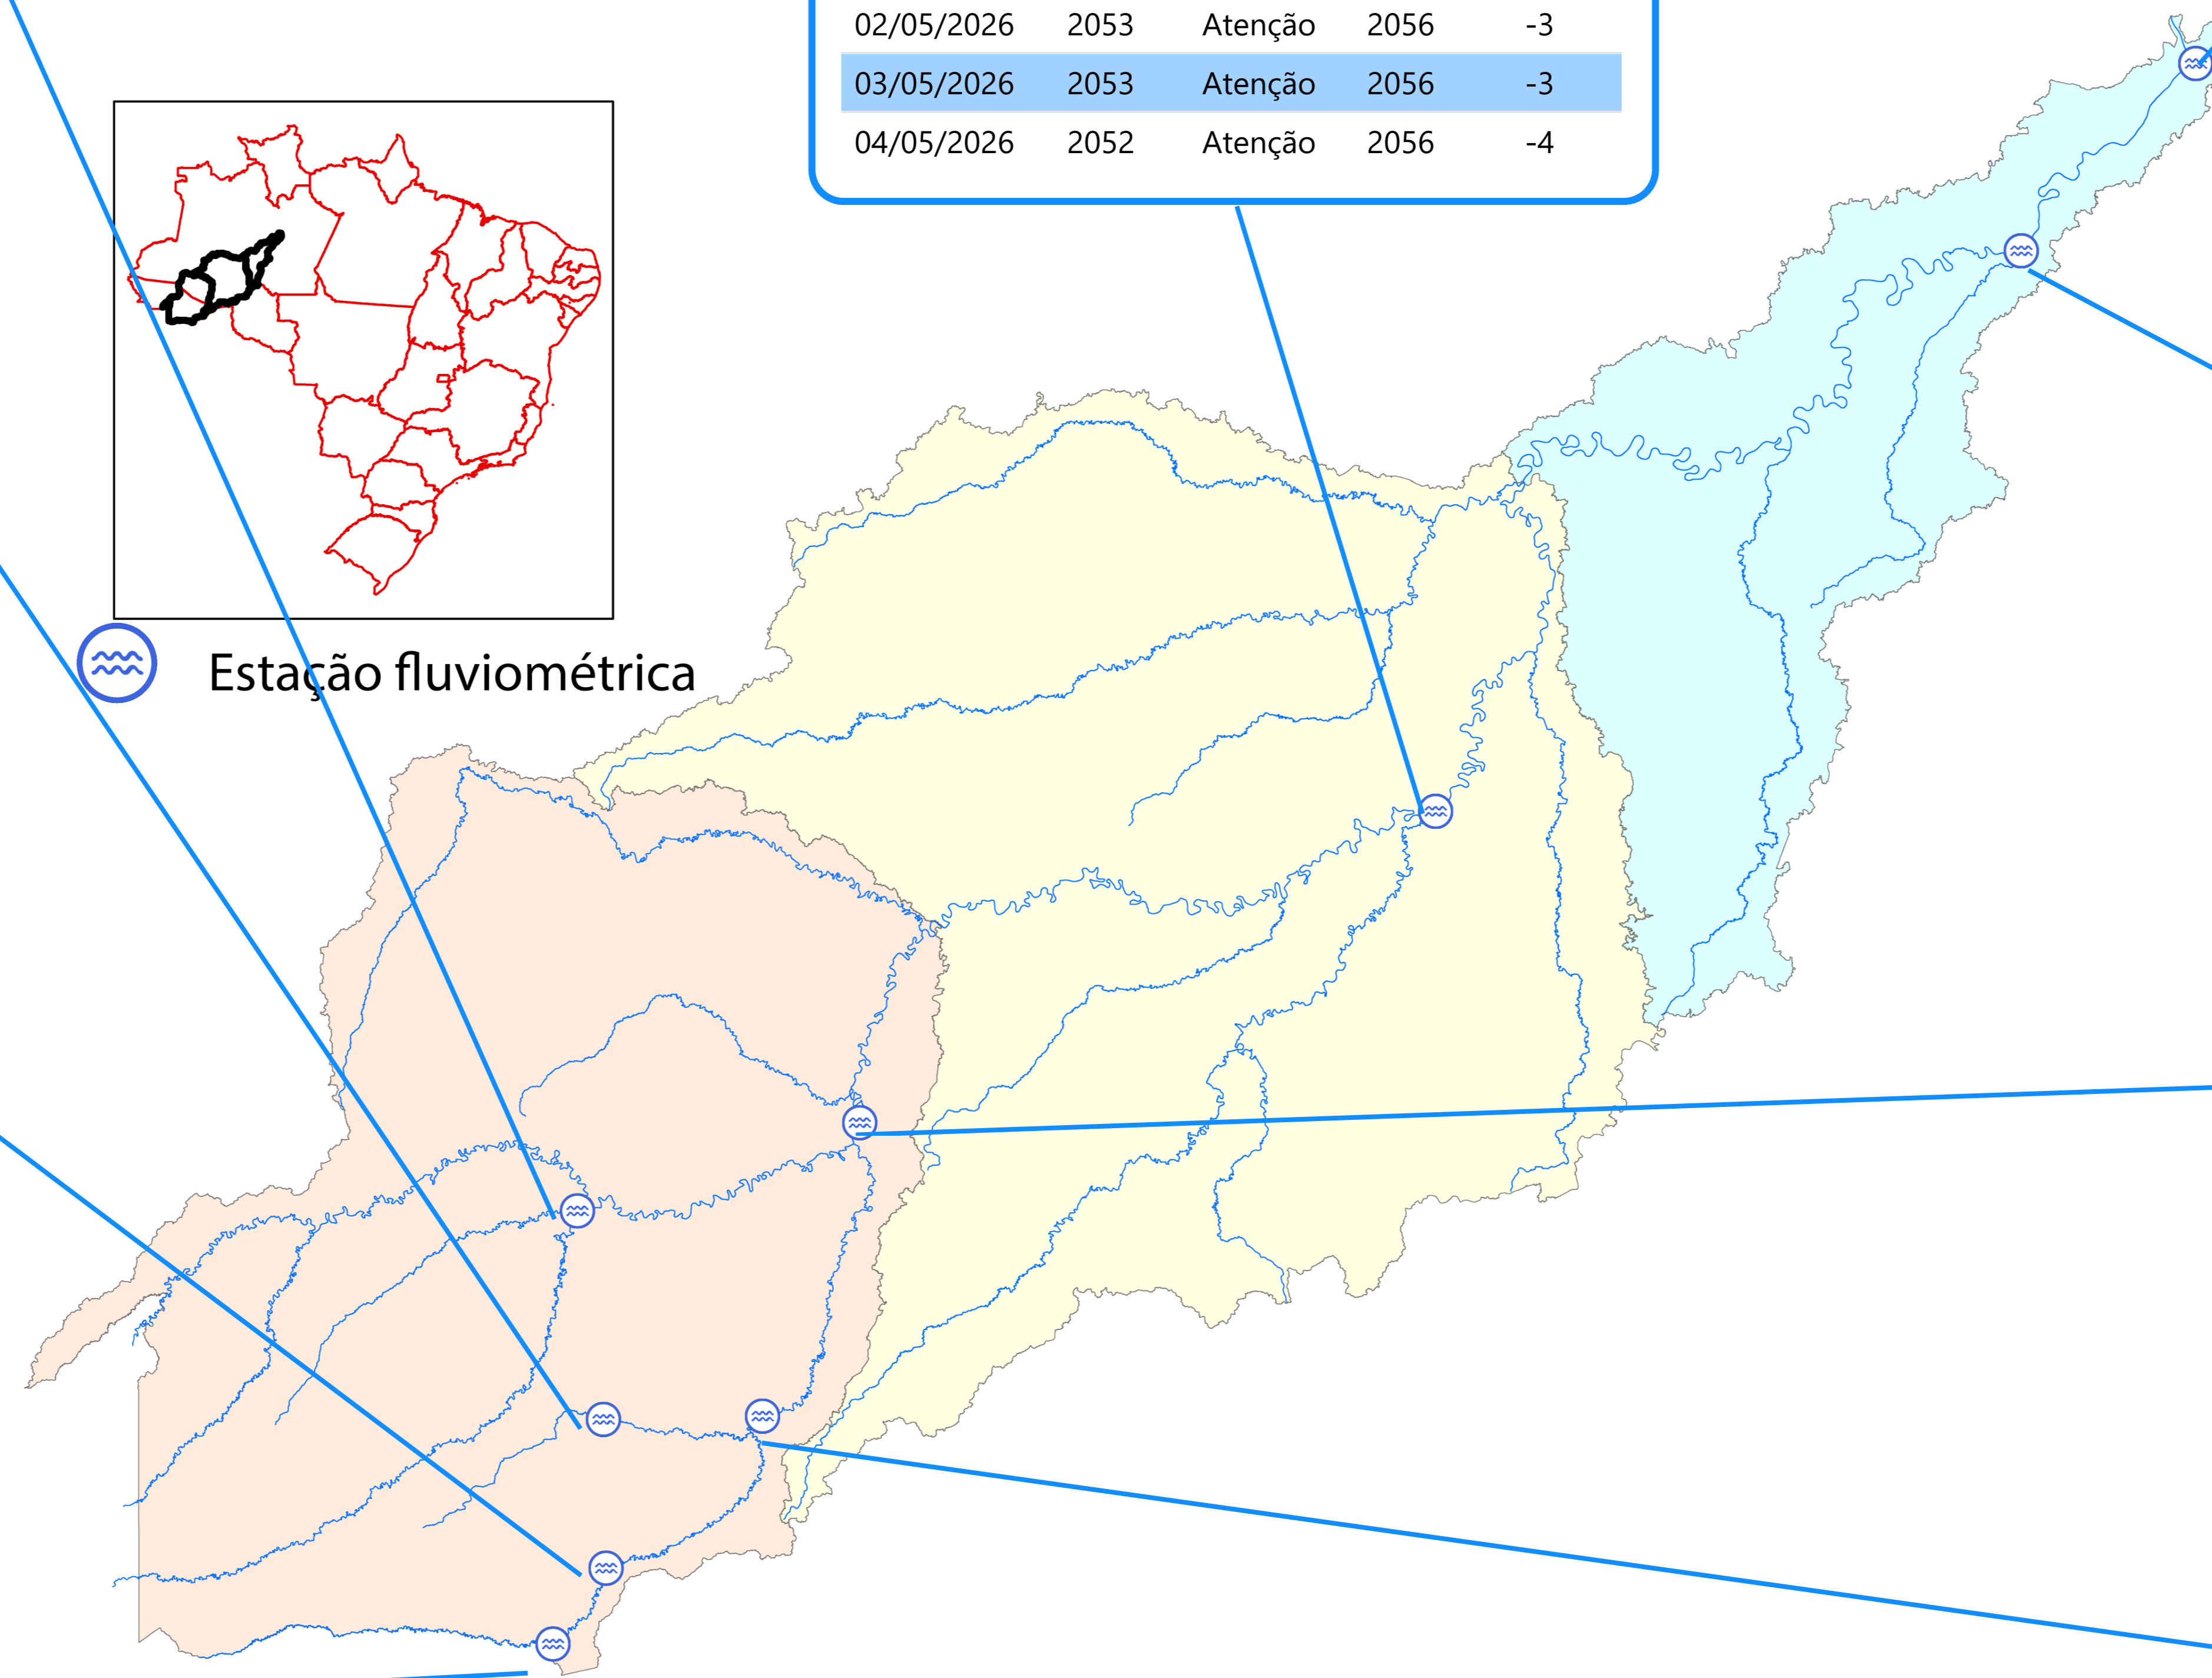 02/05/2026 2053 Atenção 2056 -3
03/05/2026 2053 Atenção 2056 -3
04/05/2026 2052 Atenção 2056 -4
Estação fluviométrica